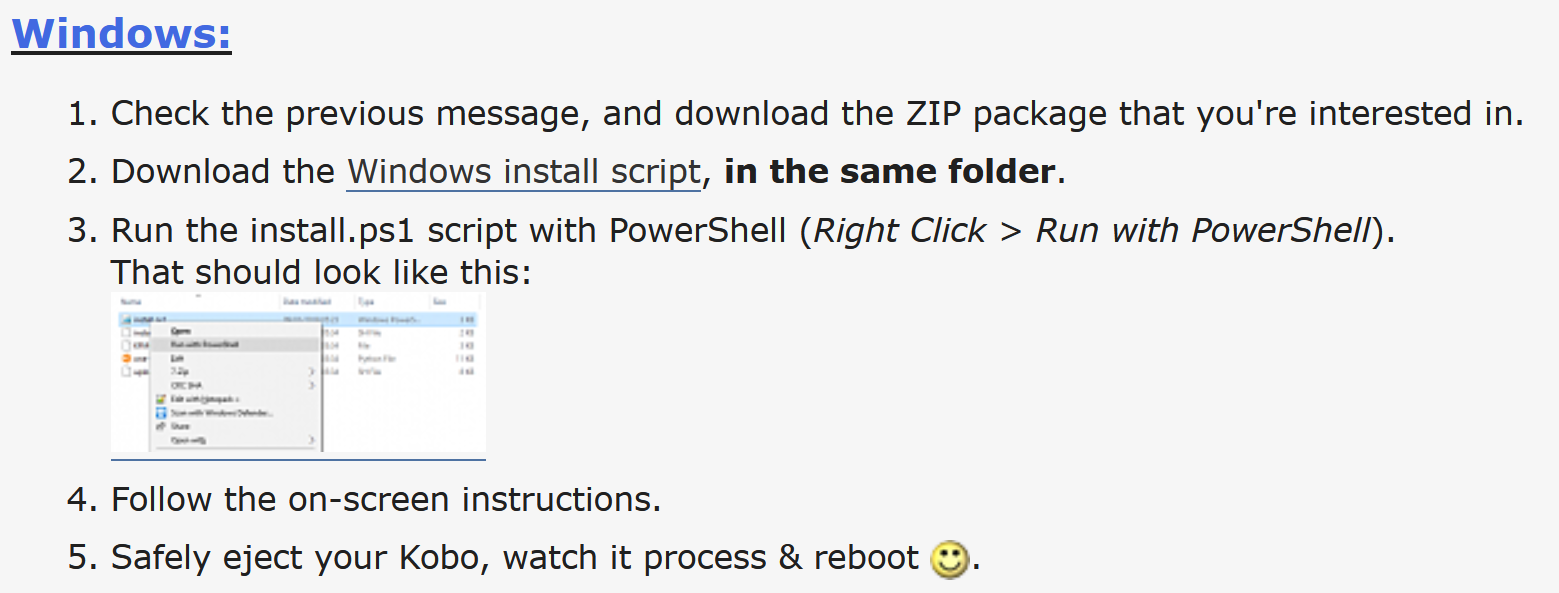 Windows:
1. Check the previous message, and download the ZIP package that you're interested in.
2. Download the Windows install script, in the same folder.
3. Run the install.ps1 script with PowerShell (Right Click > Run with PowerShell).
That should look like this:
Name Date modified Type Size
Open
Run with PowerShell
Edit
7-Zip
CRC SHA
Edit with Notepad++
Scan with Windows Defender...
Share
Open with
4. Follow the on-screen instructions.
5. Safely eject your Kobo, watch it process & reboot.